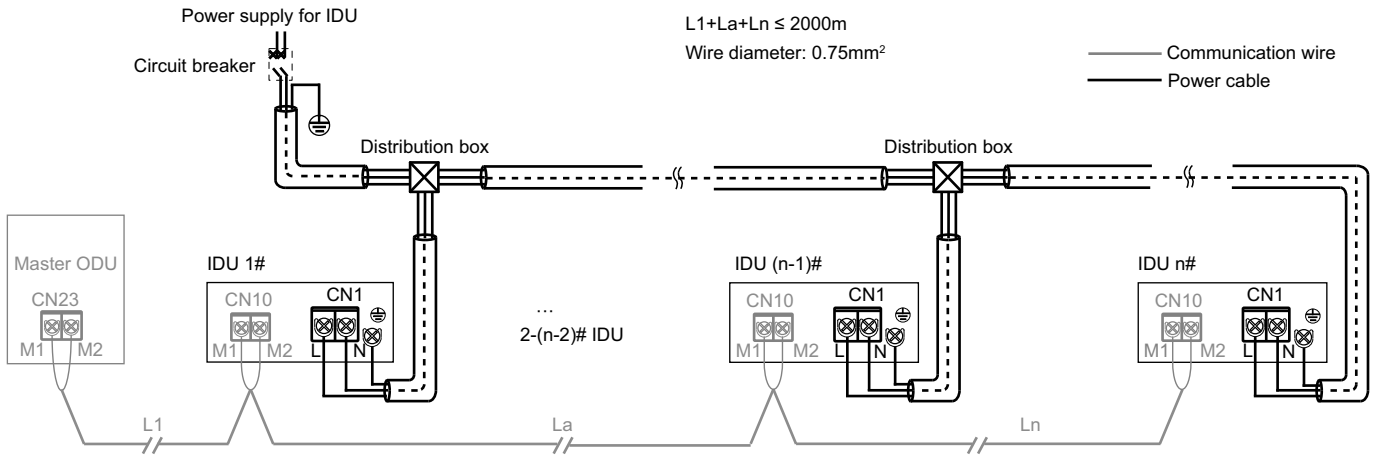 Power supply for IDU
L1+La+Ln ≤ 2000m
Wire diameter: 0.75mm²
Circuit breaker
Communication wire
Power cable
Distribution box
Distribution box
Master ODU
IDU 1#
IDU (n-1)#
IDU n#
CN23
CN10
CN1
…
CN10
CN1
CN10
CN1
2-(n-2)# IDU
M1 M2
M1 M2
L N
M1 M2
L N
M1 M2
L N
L1
La
Ln